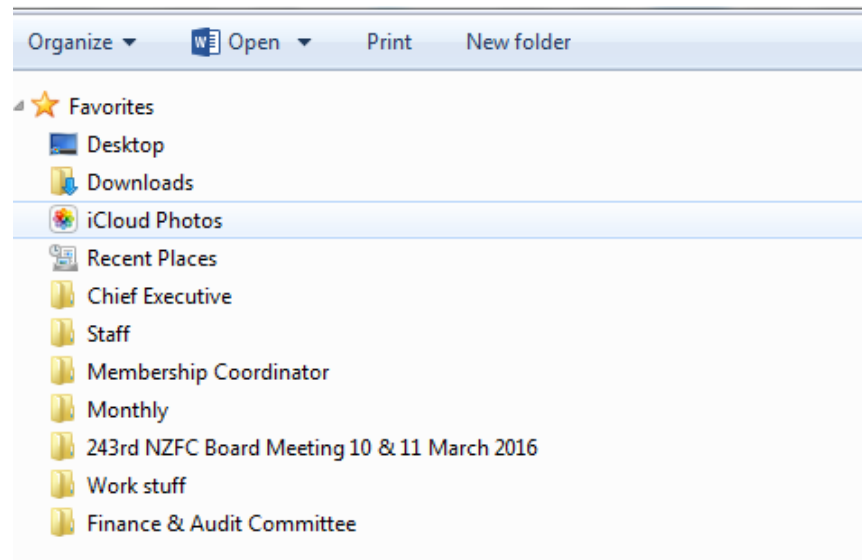 Organize Open Print New folder
Favorites
Desktop
Downloads
iCloud Photos
Recent Places
Chief Executive
Staff
Membership Coordinator
Monthly
243rd NZFC Board Meeting 10 & 11 March 2016
Work stuff
Finance & Audit Committee